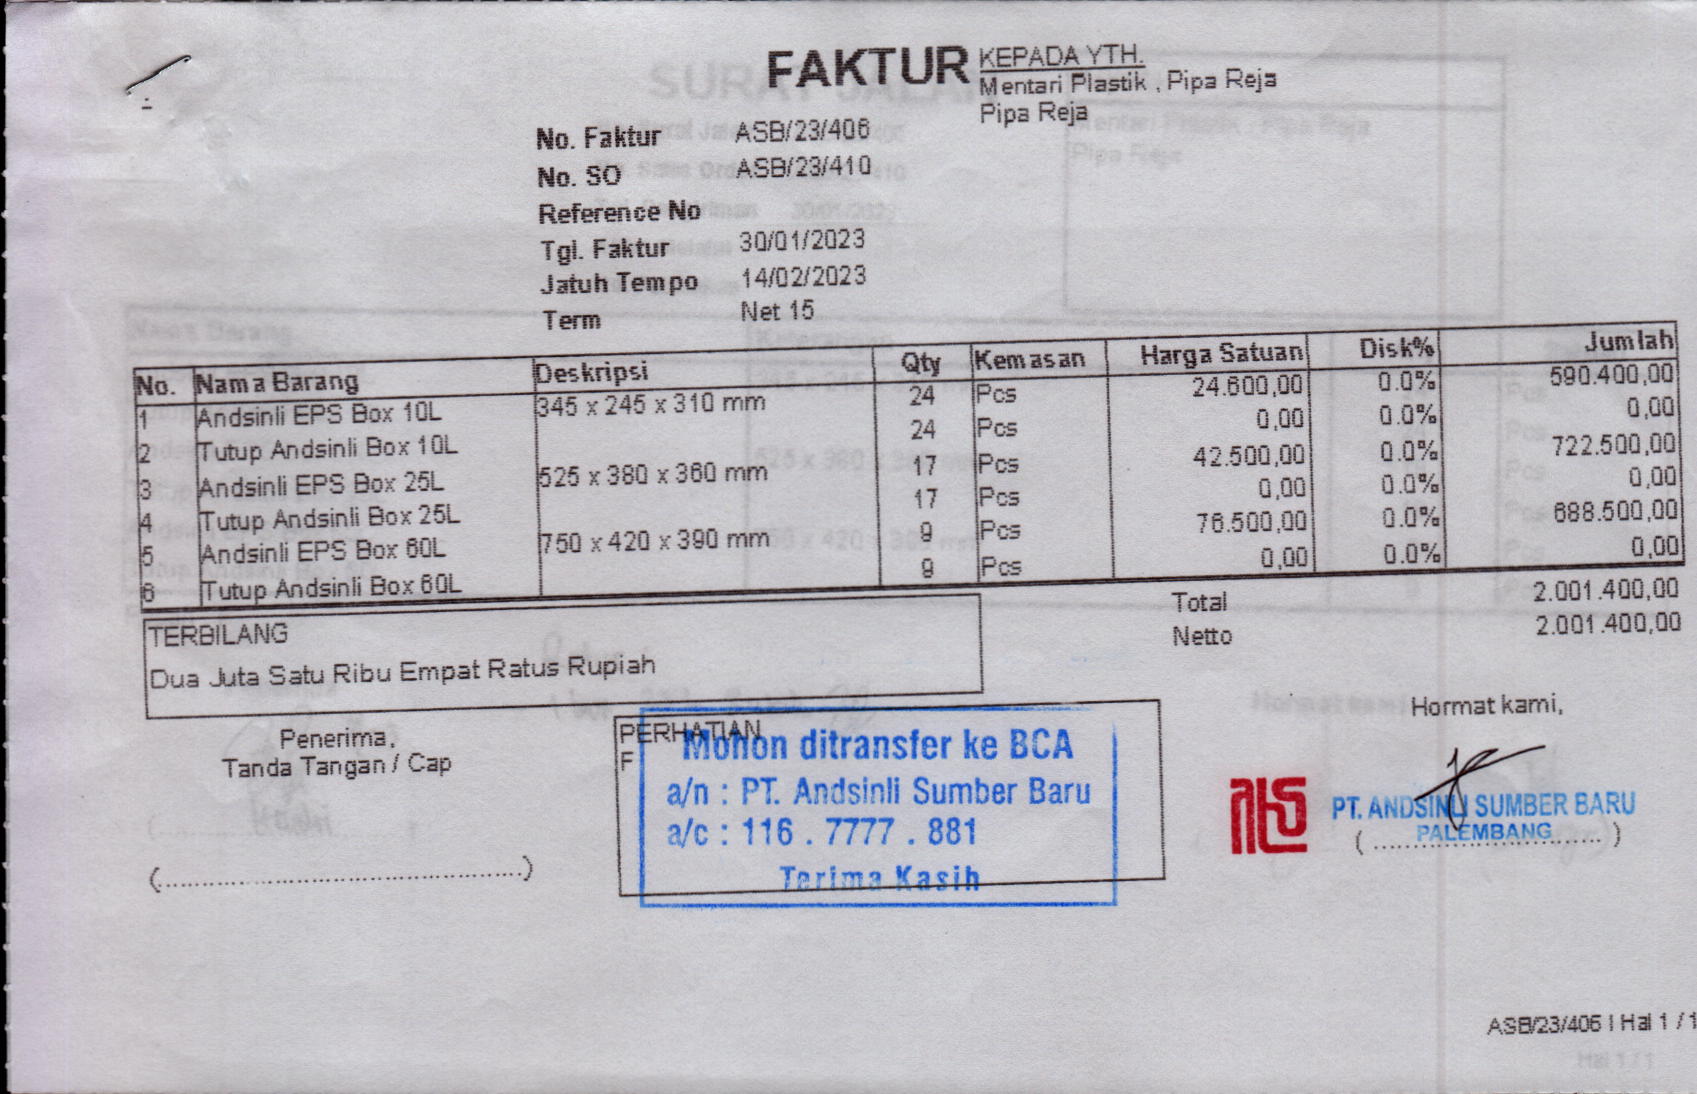 FAKTUR
KEPADA YTH.
Mentari Plastik , Pipa Reja
Pipa Reja
No. Faktur ASB/23/406
No. SO ASB/23/410
Reference No
Tgl. Faktur 30/01/2023
Jatuh Tempo 14/02/2023
Term Net 15
No. Nama Barang Deskripsi Qty Kemasan Harga Satuan Disk% Jumlah
1 Andsinli EPS Box 10L 345 x 245 x 310 mm 24 Pcs 24.600,00 0.0% 590.400,00
2 Tutup Andsinli Box 10L 24 Pcs 0,00 0.0% 0,00
3 Andsinli EPS Box 25L 525 x 380 x 360 mm 17 Pcs 42.500,00 0.0% 722.500,00
4 Tutup Andsinli Box 25L 17 Pcs 0,00 0.0% 0,00
5 Andsinli EPS Box 60L 750 x 420 x 390 mm 9 Pcs 76.500,00 0.0% 688.500,00
6 Tutup Andsinli Box 60L 9 Pcs 0,00 0.0% 0,00
Total 2.001.400,00
Netto 2.001.400,00
TERBILANG
Dua Juta Satu Ribu Empat Ratus Rupiah
Penerima,
Tanda Tangan / Cap
(..............................................)
PERHATIAN
F
Mohon ditransfer ke BCA
a/n : PT. Andsinli Sumber Baru
a/c : 116 . 7777 . 881
Terima Kasih
Hormat kami,
PT. ANDSINLI SUMBER BARU
PALEMBANG
(..............................)
ASB/23/406 | Hal 1 / 1